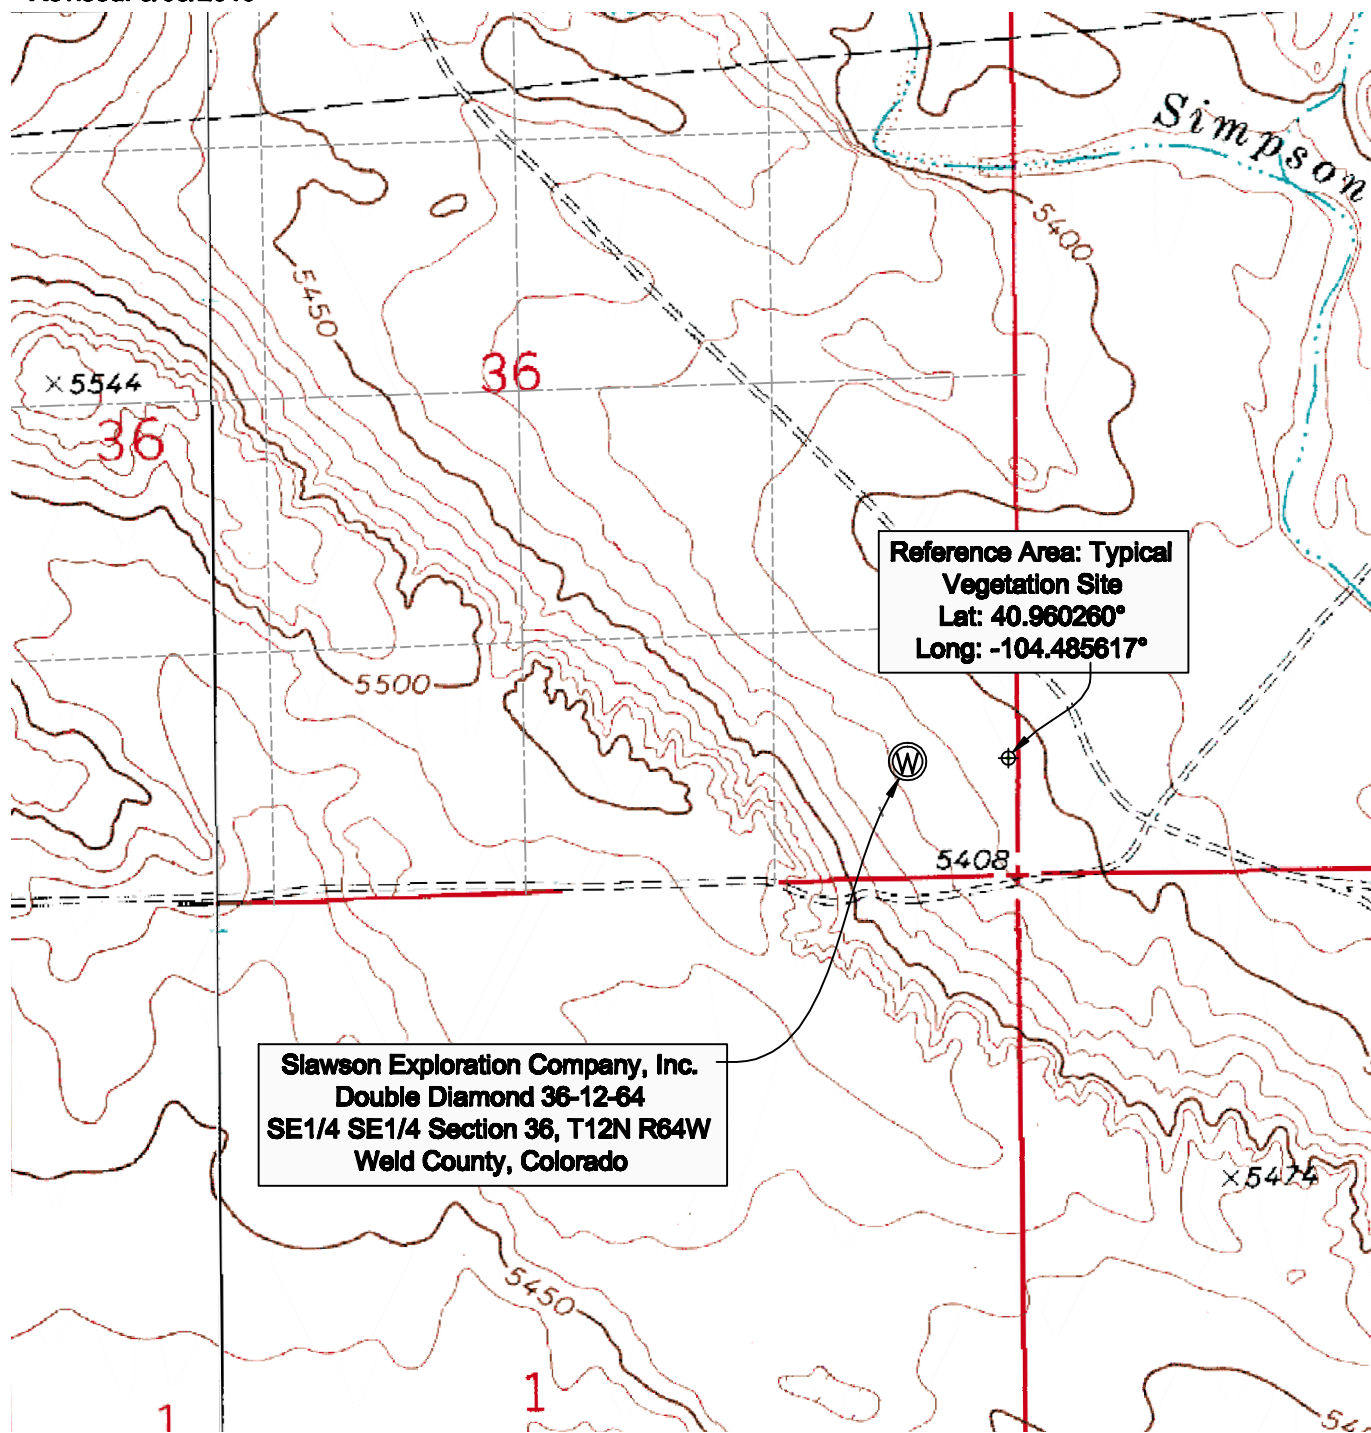 Simpson
5400
5450
36
5544
36
Reference Area: Typical
Vegetation Site
Lat: 40.960260°
Long: -104.485617°
5500
W
5408
Slawson Exploration Company, Inc.
Double Diamond 36-12-64
SE1/4 SE1/4 Section 36, T12N R64W
Weld County, Colorado
5474
5450
1
1